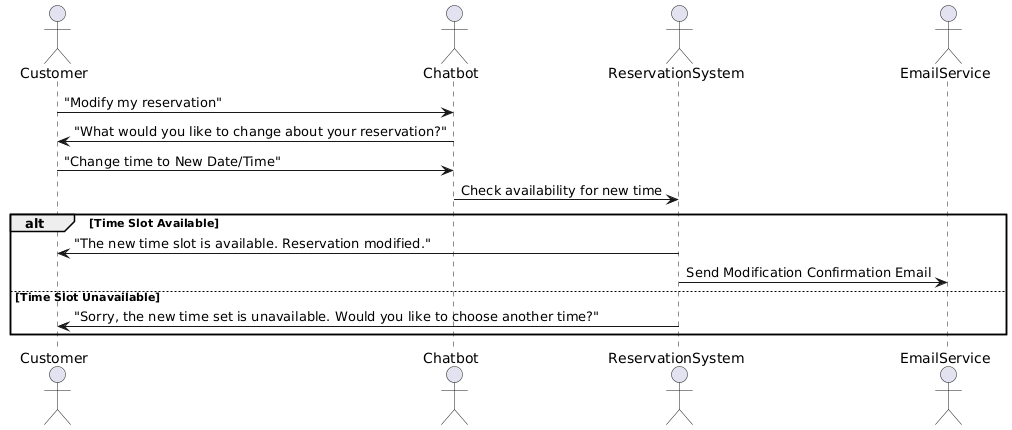 Customer Chatbot ReservationSystem EmailService
"Modify my reservation"
"What would you like to change about your reservation?"
"Change time to New Date/Time"
Check availability for new time
alt [Time Slot Available]
"The new time slot is available. Reservation modified."
Send Modification Confirmation Email
[Time Slot Unavailable]
"Sorry, the new time set is unavailable. Would you like to choose another time?"
Customer Chatbot ReservationSystem EmailService